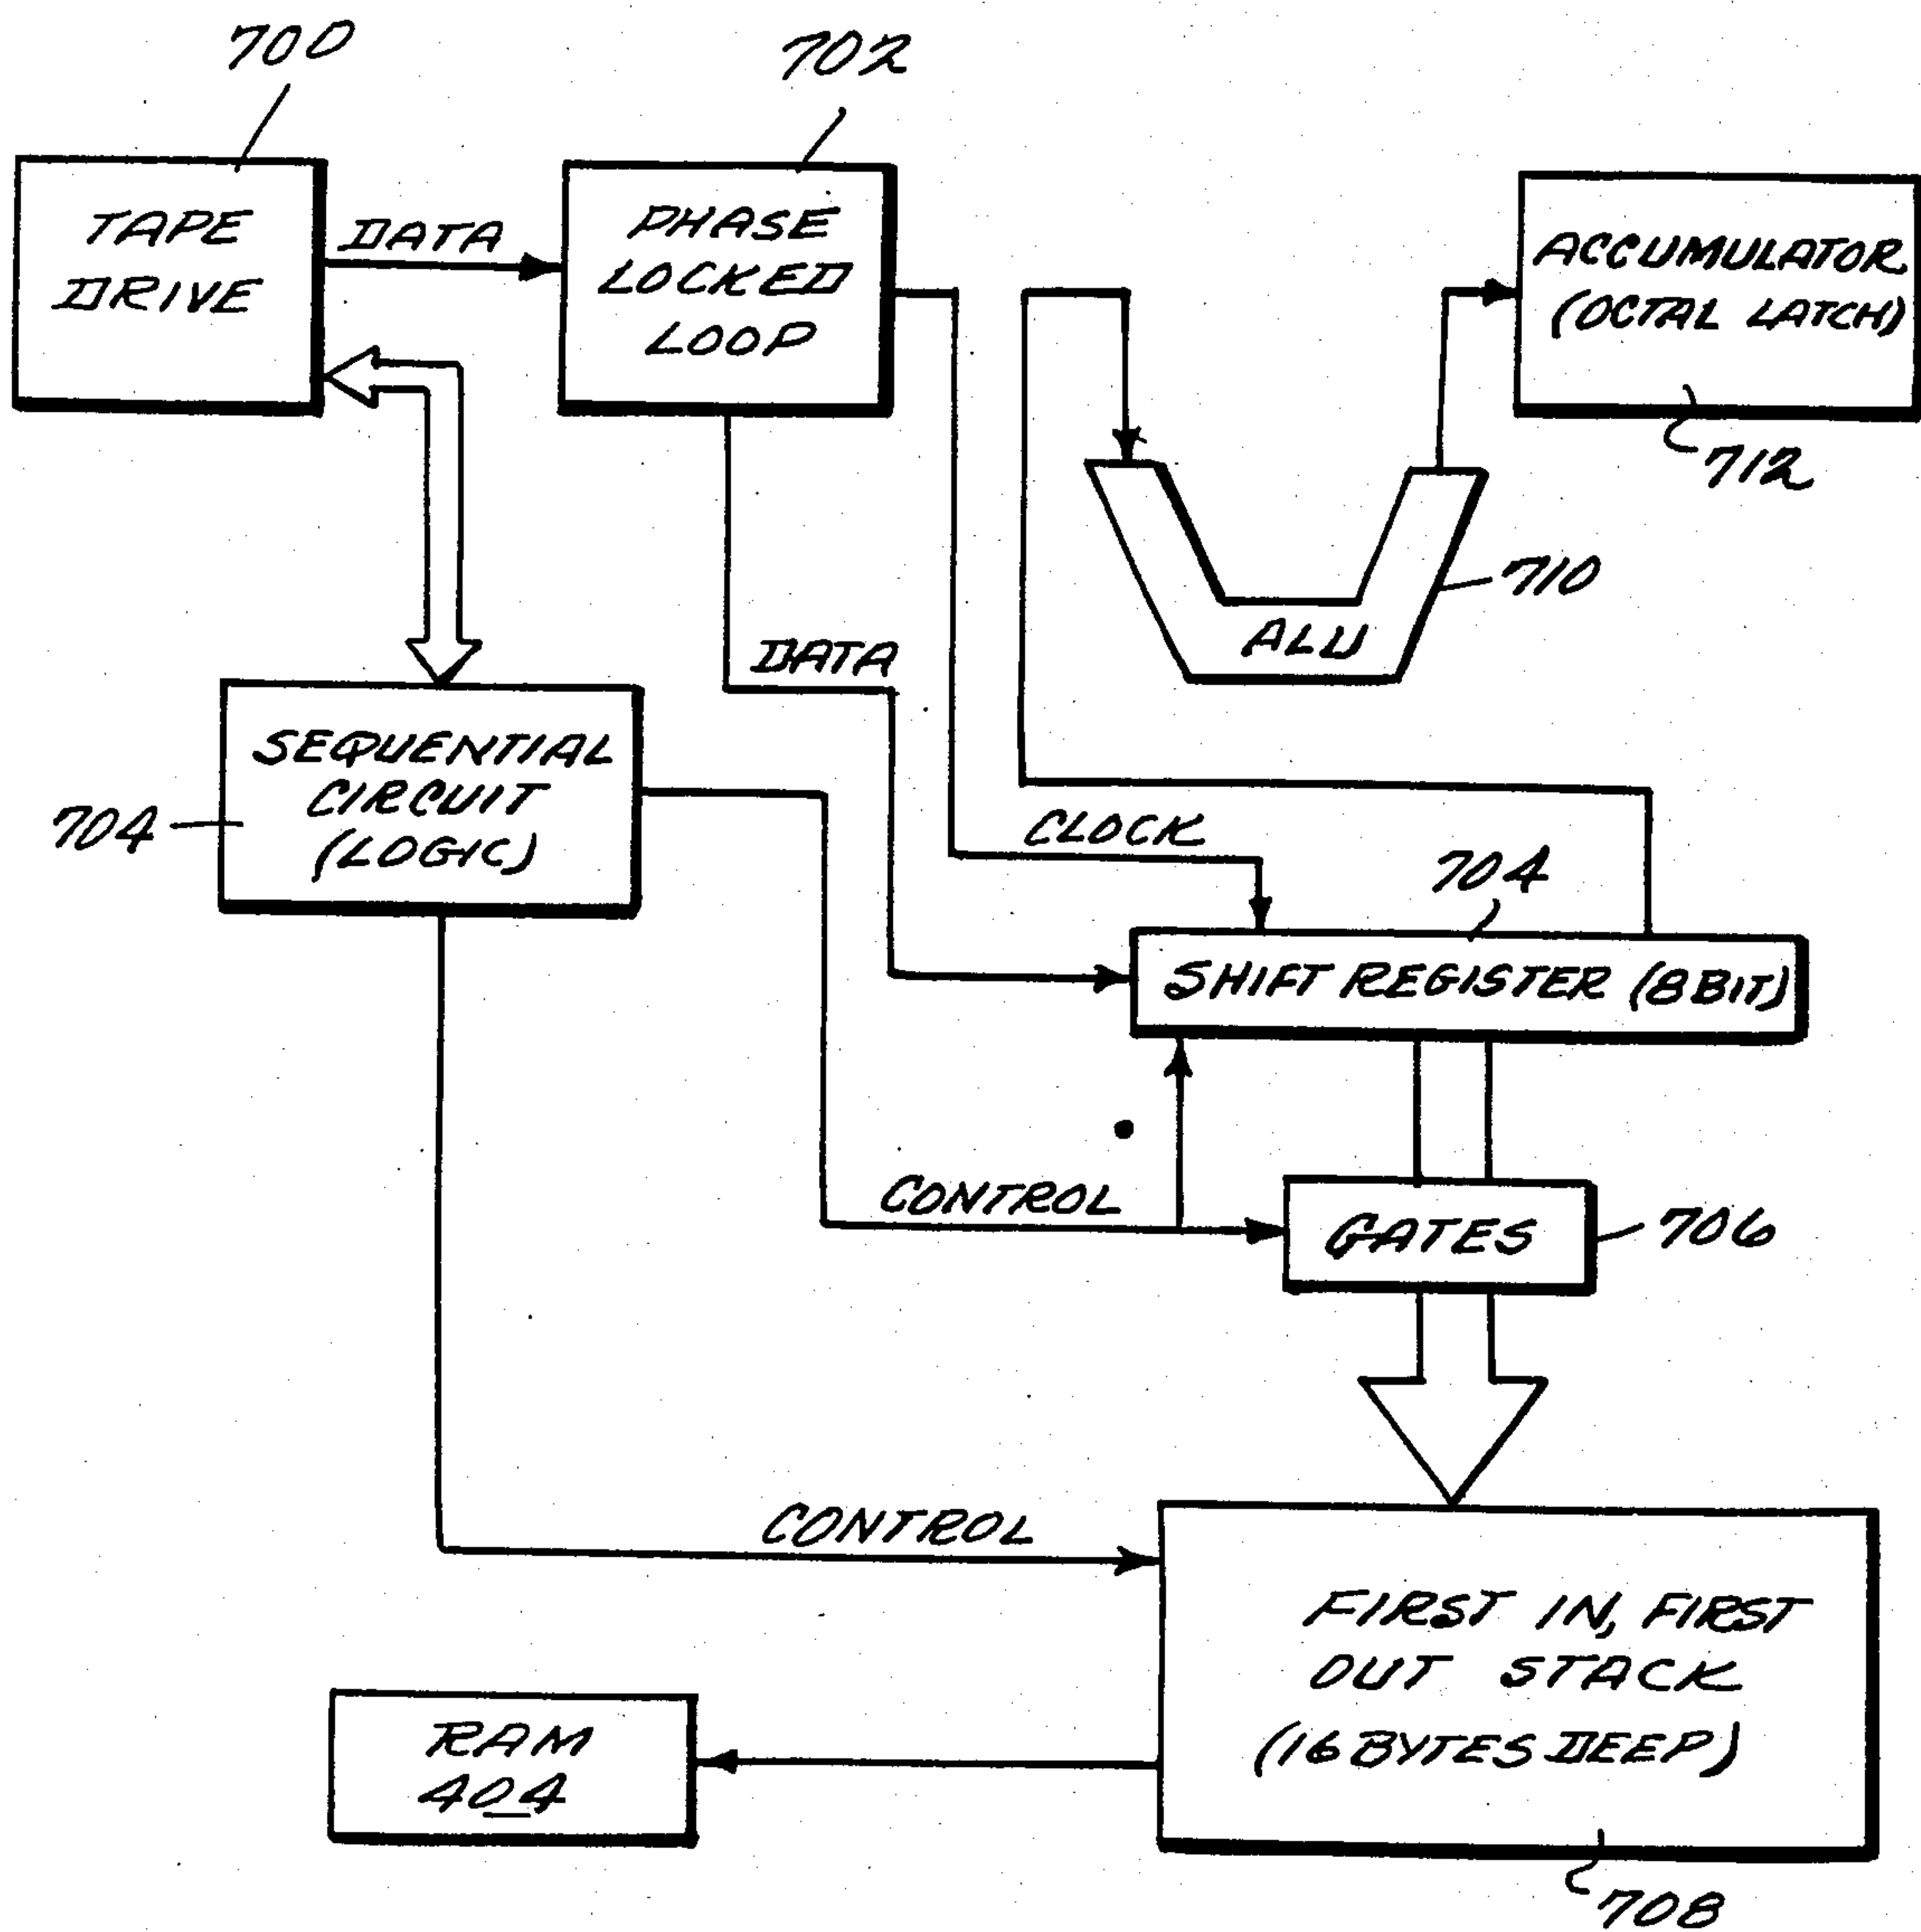 700
702
TAPE
DRIVE
DATA
PHASE
LOCKED
LOOP
ACCUMULATOR
(OCTAL LATCH)
712
710
ALU
DATA
SEQUENTIAL
CIRCUIT
(LOGIC)
704
CLOCK
704
SHIFT REGISTER (8BIT)
CONTROL
GATES
706
CONTROL
FIRST IN, FIRST
OUT STACK
(16 BYTES DEEP)
RAM
404
708